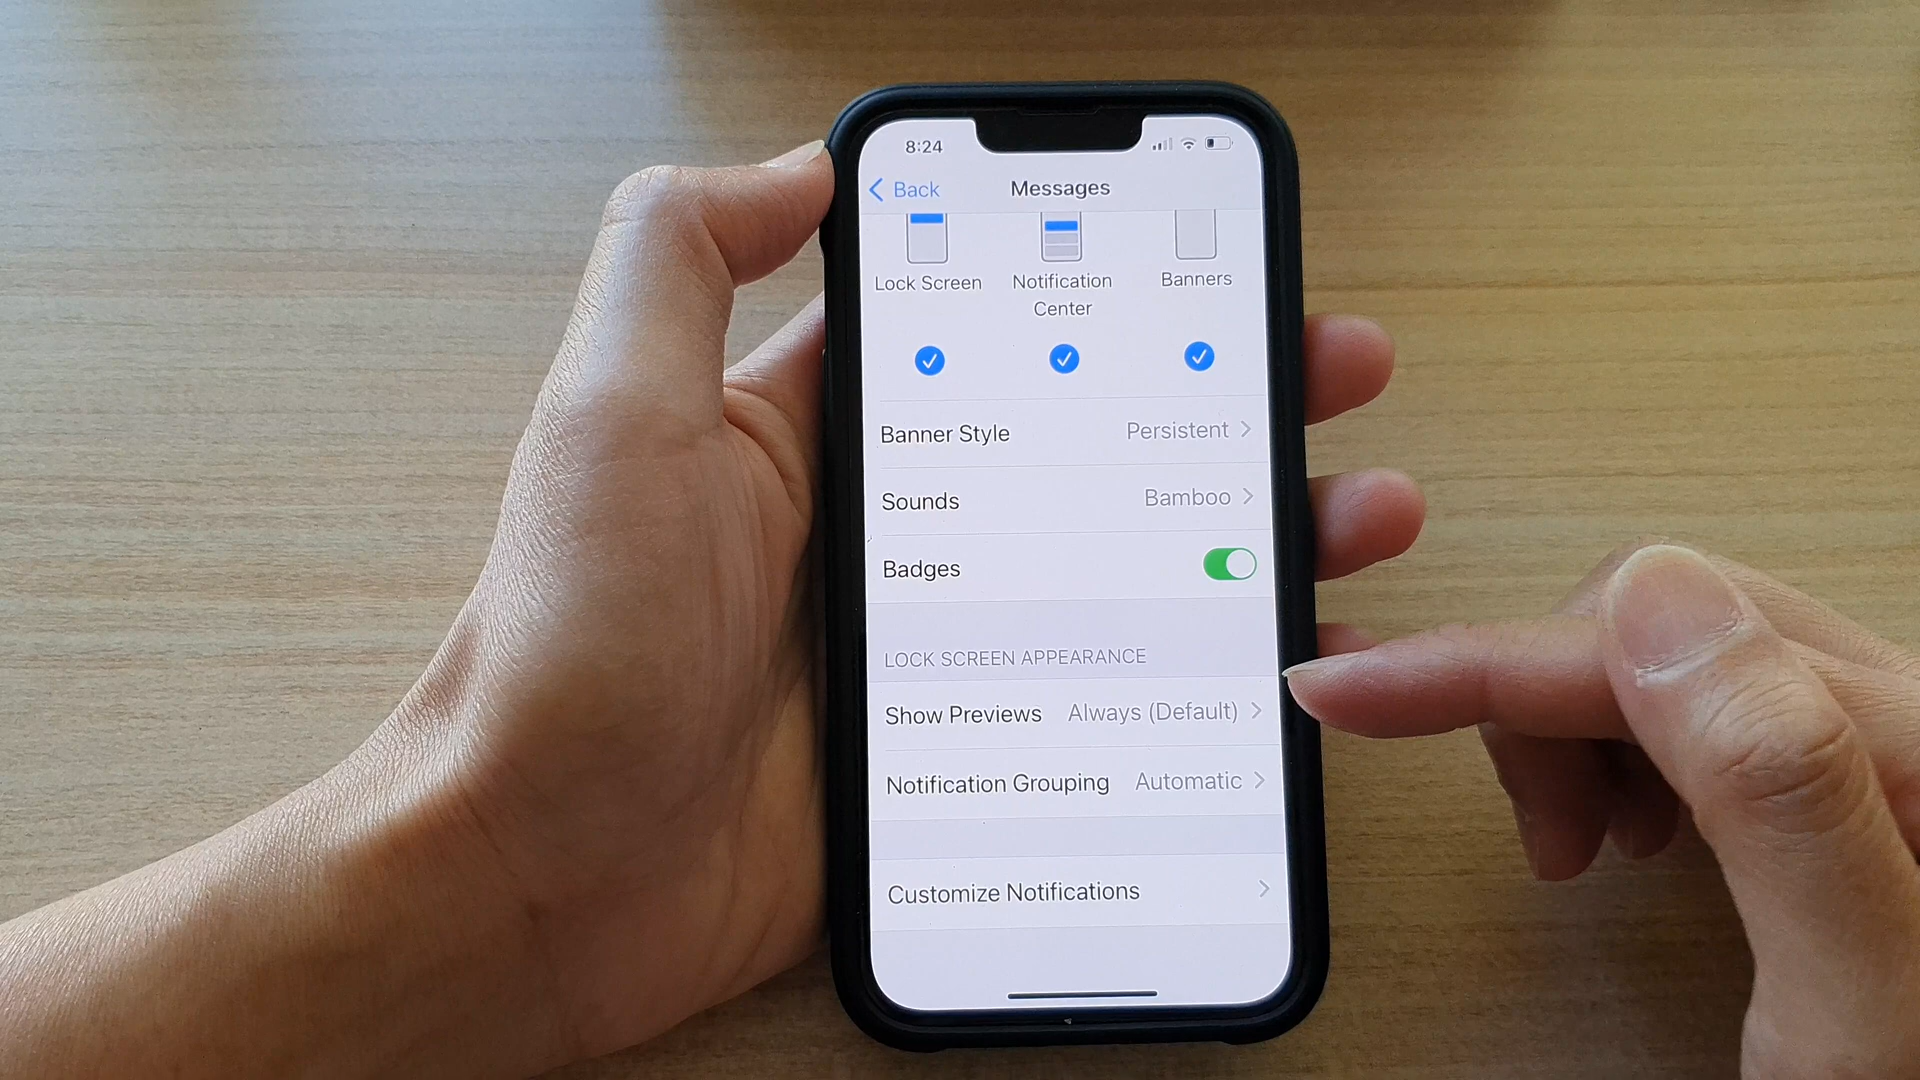 8:24
Back
Messages
Lock Screen
Notification
Center
Banners
Banner Style
Persistent
Sounds
Bamboo
Badges
LOCK SCREEN APPEARANCE
Show Previews
Always (Default)
Notification Grouping
Automatic
Customize Notifications